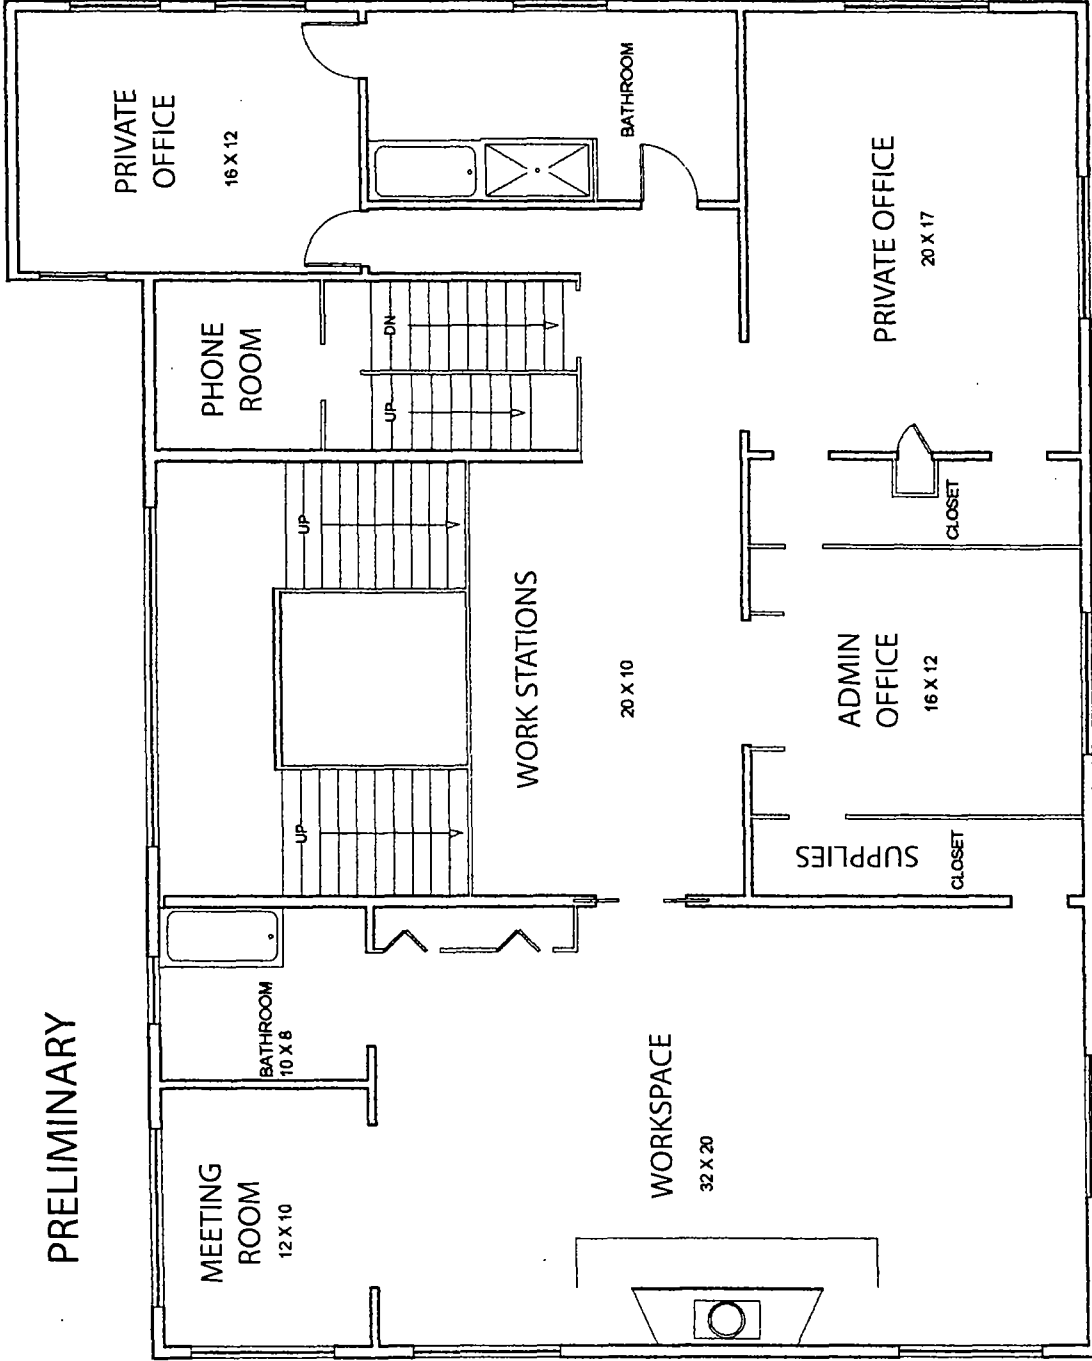 PRELIMINARY
MEETING
ROOM
12 X 10
BATHROOM
10 X 8
UP
UP
PHONE
ROOM
UP
DN
PRIVATE
OFFICE
16 X 12
BATHROOM
WORK STATIONS
20 X 10
WORKSPACE
32 X 20
SUPPLIES
CLOSET
ADMIN
OFFICE
16 X 12
CLOSET
PRIVATE OFFICE
20 X 17